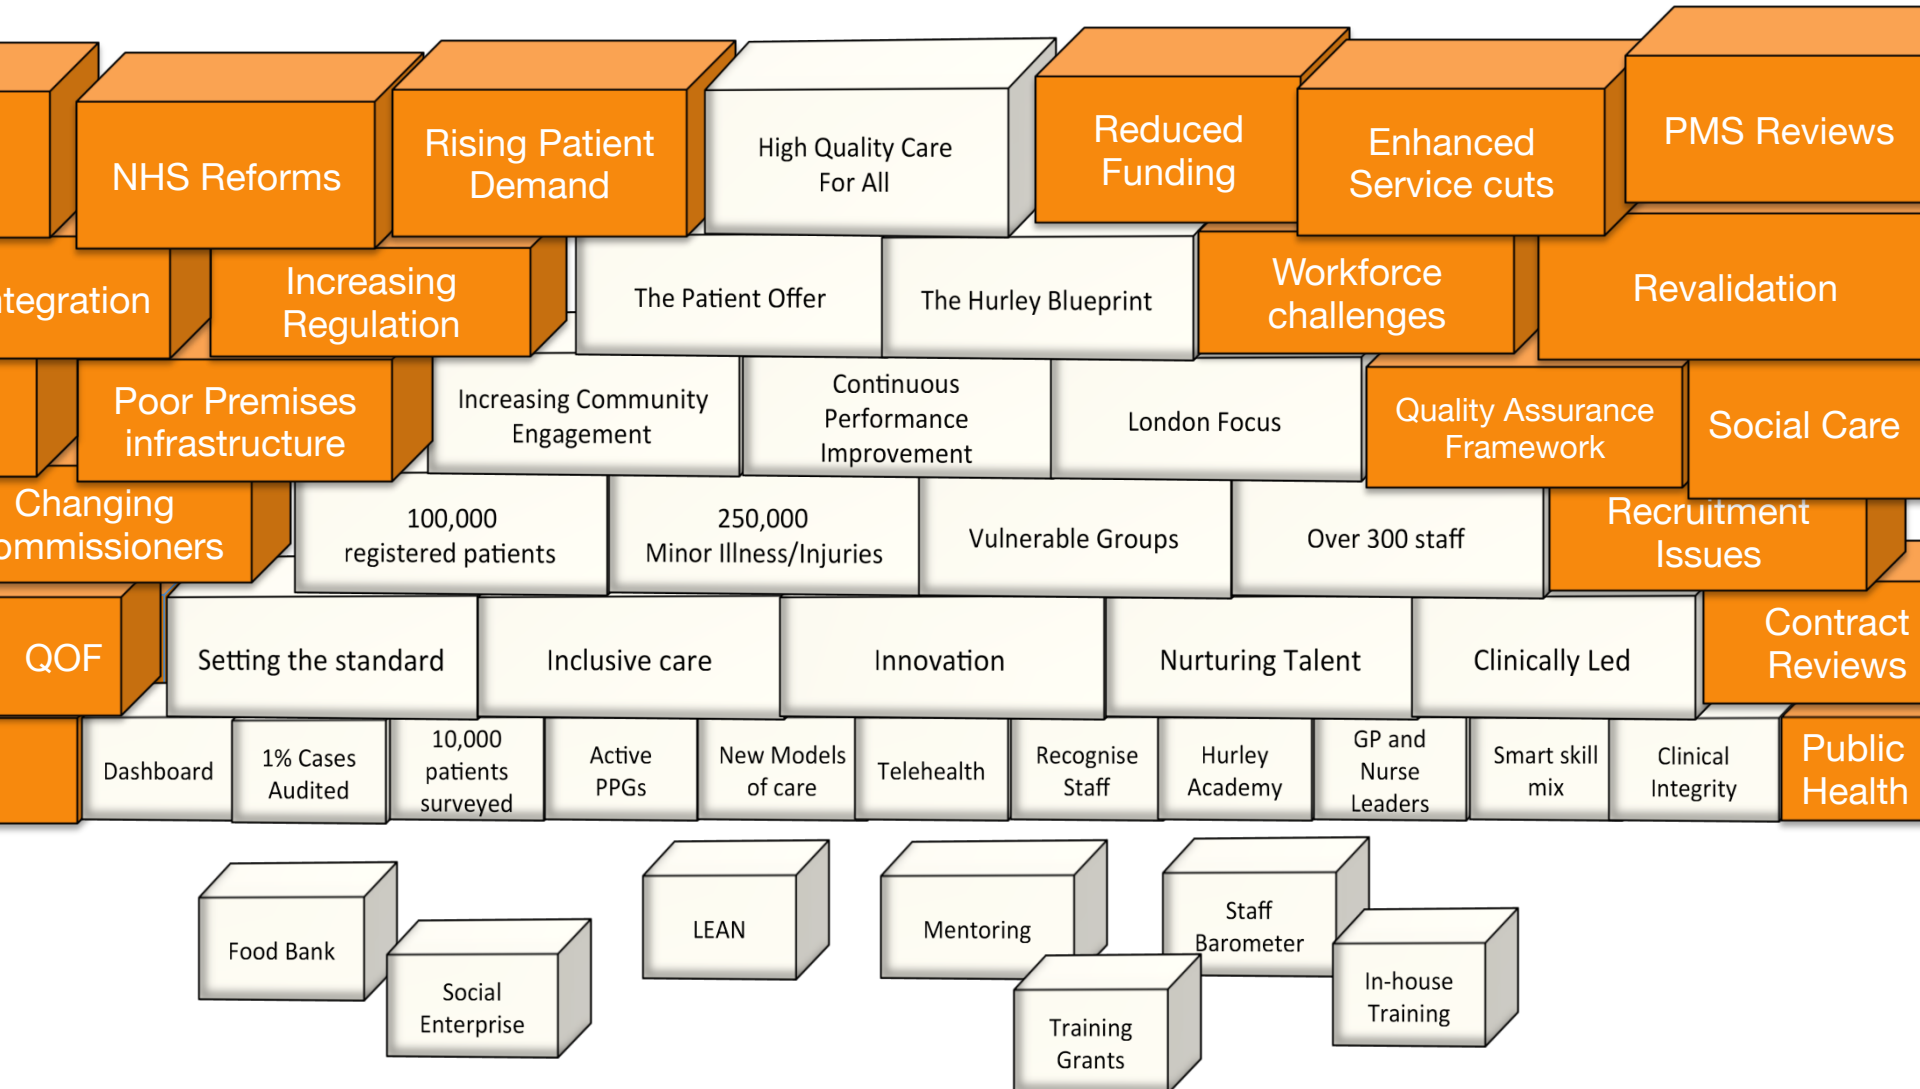 NHS Reforms
Rising Patient
Demand
High Quality Care
For All
Reduced
Funding
Enhanced
Service cuts
PMS Reviews
ntegration
Increasing
Regulation
The Patient Offer
The Hurley Blueprint
Workforce
challenges
Revalidation
Poor Premises
infrastructure
Increasing Community
Engagement
Continuous
Performance
Improvement
London Focus
Quality Assurance
Framework
Social Care
Changing
ommissioners
100,000
registered patients
250,000
Minor Illness/Injuries
Vulnerable Groups
Over 300 staff
Recruitment
Issues
QOF
Setting the standard
Inclusive care
Innovation
Nurturing Talent
Clinically Led
Contract
Reviews
Dashboard
1% Cases
Audited
10,000
patients
surveyed
Active
PPGs
New Models
of care
Telehealth
Recognise
Staff
Hurley
Academy
GP and
Nurse
Leaders
Smart skill
mix
Clinical
Integrity
Public
Health
Food Bank
Social
Enterprise
LEAN
Mentoring
Training
Grants
Staff
Barometer
In-house
Training